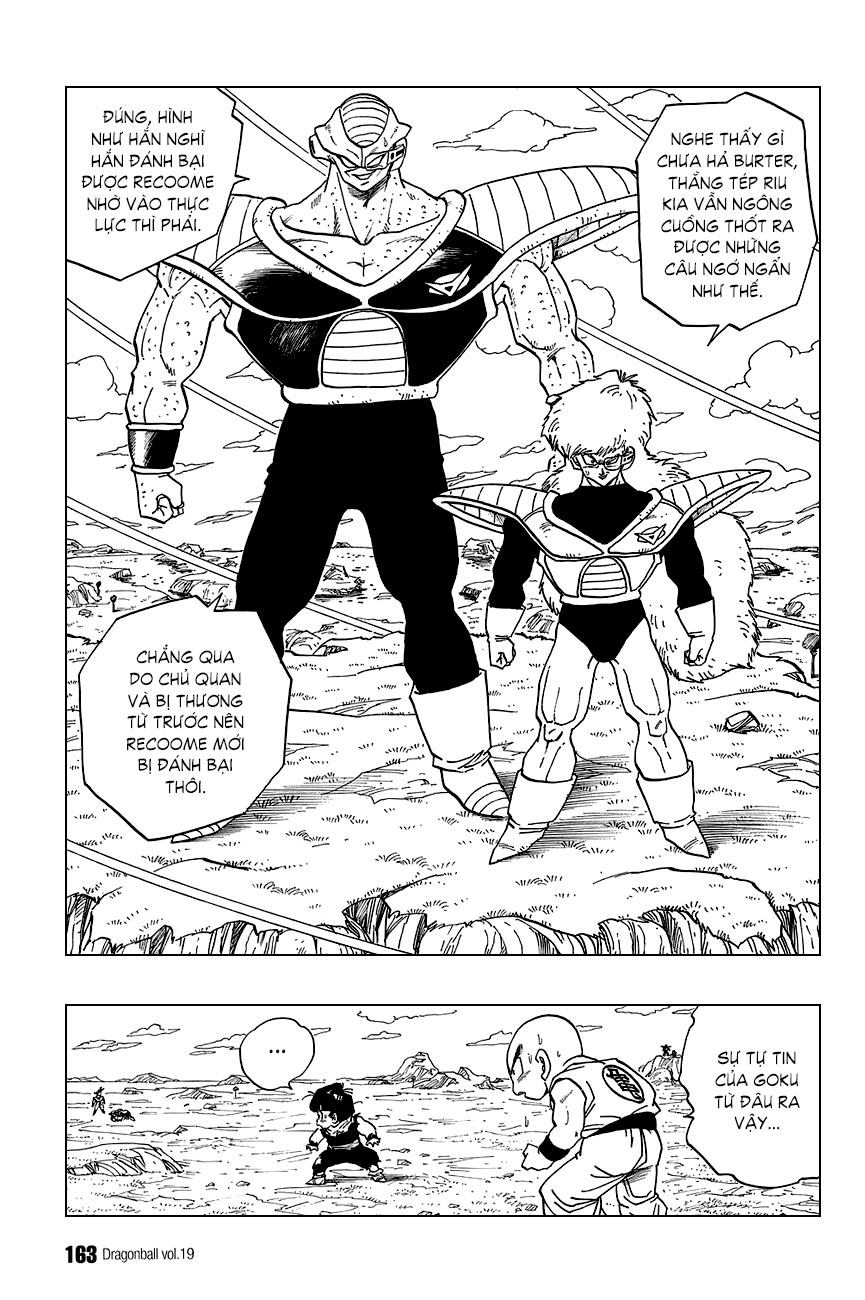 NGHE THẤY GÌ
CHƯA HẢ BURTER,
THẰNG TÉP RIU
KIA VẪN NGÔNG
CUỒNG THỐT RA
ĐƯỢC NHỮNG
CÂU NGỚ NGẨN
NHƯ THẾ.
ĐÚNG, HÌNH
NHƯ HẮN NGHĨ
HẮN ĐÁNH BẠI
ĐƯỢC RECOOME
NHỜ VÀO THỰC
LỰC THÌ PHẢI.
CHẲNG QUA
DO CHỦ QUAN
VÀ BỊ THƯƠNG
TỪ TRƯỚC NÊN
RECOOME MỚI
BỊ ĐÁNH BẠI
THÔI.
SỰ TỰ TIN
CỦA GOKU
TỪ ĐÂU RA
VẬY...
...
163 Dragonball vol.19